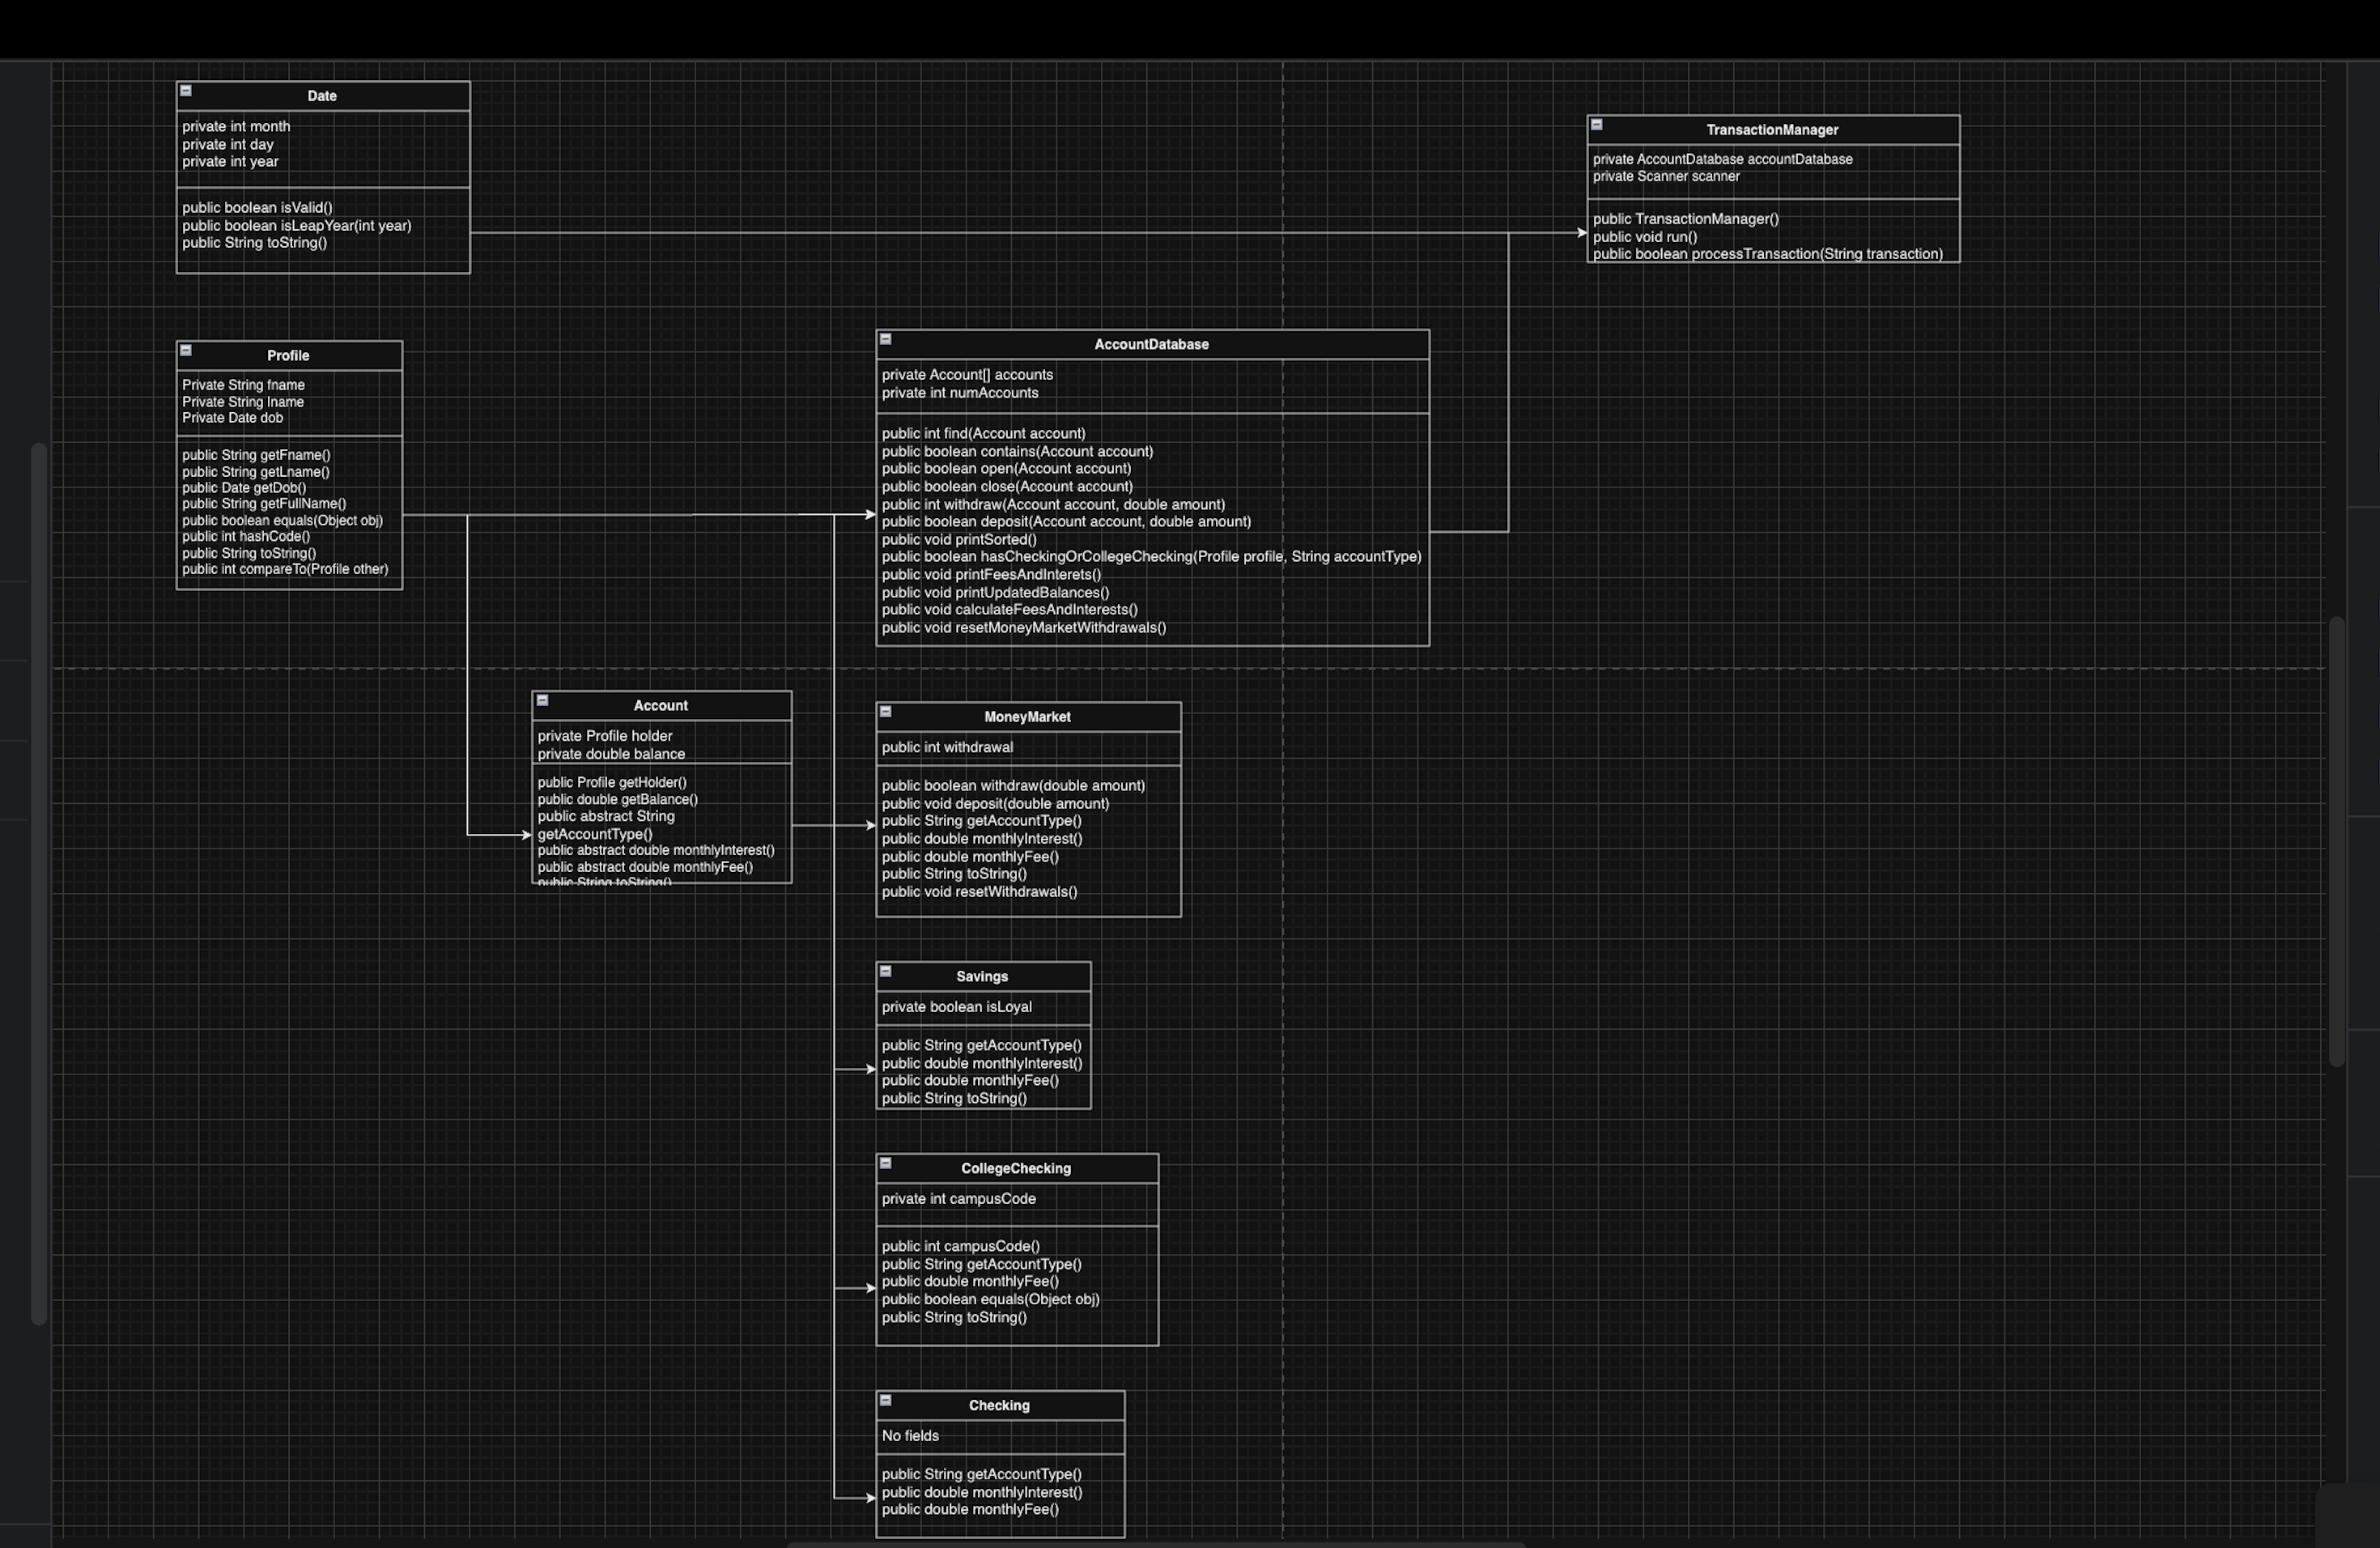 Date
private int month
private int day
private int year
public boolean isValid()
public boolean isLeapYear(int year)
public String toString()
TransactionManager
private AccountDatabase accountDatabase
private Scanner scanner
public TransactionManager()
public void run()
public boolean processTransaction(String transaction)
Profile
Private String fname
Private String lname
Private Date dob
public String getFname()
public String getLname()
public Date getDob()
public String getFullName()
public boolean equals(Object obj)
public int hashCode()
public String toString()
public int compareTo(Profile other)
AccountDatabase
private Account[] accounts
private int numAccounts
public int find(Account account)
public boolean contains(Account account)
public boolean open(Account account)
public boolean close(Account account)
public int withdraw(Account account, double amount)
public boolean deposit(Account account, double amount)
public void printSorted()
public boolean hasCheckingOrCollegeChecking(Profile profile, String accountType)
public void printFeesAndInterets()
public void printUpdatedBalances()
public void calculateFeesAndInterests()
public void resetMoneyMarketWithdrawals()
Account
private Profile holder
private double balance
public Profile getHolder()
public double getBalance()
public abstract String
getAccountType()
public abstract double monthlyInterest()
public abstract double monthlyFee()
public String toString()
MoneyMarket
public int withdrawal
public boolean withdraw(double amount)
public void deposit(double amount)
public String getAccountType()
public double monthlyInterest()
public double monthlyFee()
public String toString()
public void resetWithdrawals()
Savings
private boolean isLoyal
public String getAccountType()
public double monthlyInterest()
public double monthlyFee()
public String toString()
CollegeChecking
private int campusCode
public int campusCode()
public String getAccountType()
public double monthlyFee()
public boolean equals(Object obj)
public String toString()
Checking
No fields
public String getAccountType()
public double monthlyInterest()
public double monthlyFee()